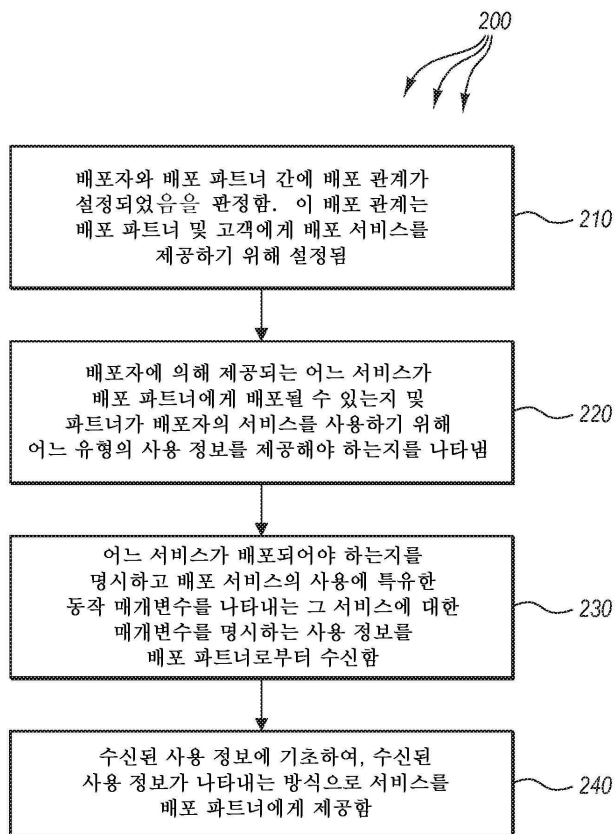 200
배포자와 배포 파트너 간에 배포 관계가
설정되었음을 판정함. 이 배포 관계는
배포 파트너 및 고객에게 배포 서비스를
제공하기 위해 설정됨
210
배포자에 의해 제공되는 어느 서비스가
배포 파트너에게 배포될 수 있는지 및
파트너가 배포자의 서비스를 사용하기 위해
어느 유형의 사용 정보를 제공해야 하는지를 나타냄
220
어느 서비스가 배포되어야 하는지를
명시하고 배포 서비스의 사용에 특유한
동작 매개변수를 나타내는 그 서비스에 대한
매개변수를 명시하는 사용 정보를
배포 파트너로부터 수신함
230
수신된 사용 정보에 기초하여, 수신된
사용 정보가 나타내는 방식으로 서비스를
배포 파트너에게 제공함
240